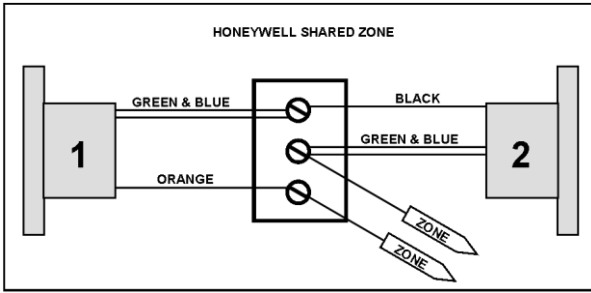 HONEYWELL SHARED ZONE
GREEN & BLUE
BLACK
GREEN & BLUE
1
2
ORANGE
ZONE
ZONE